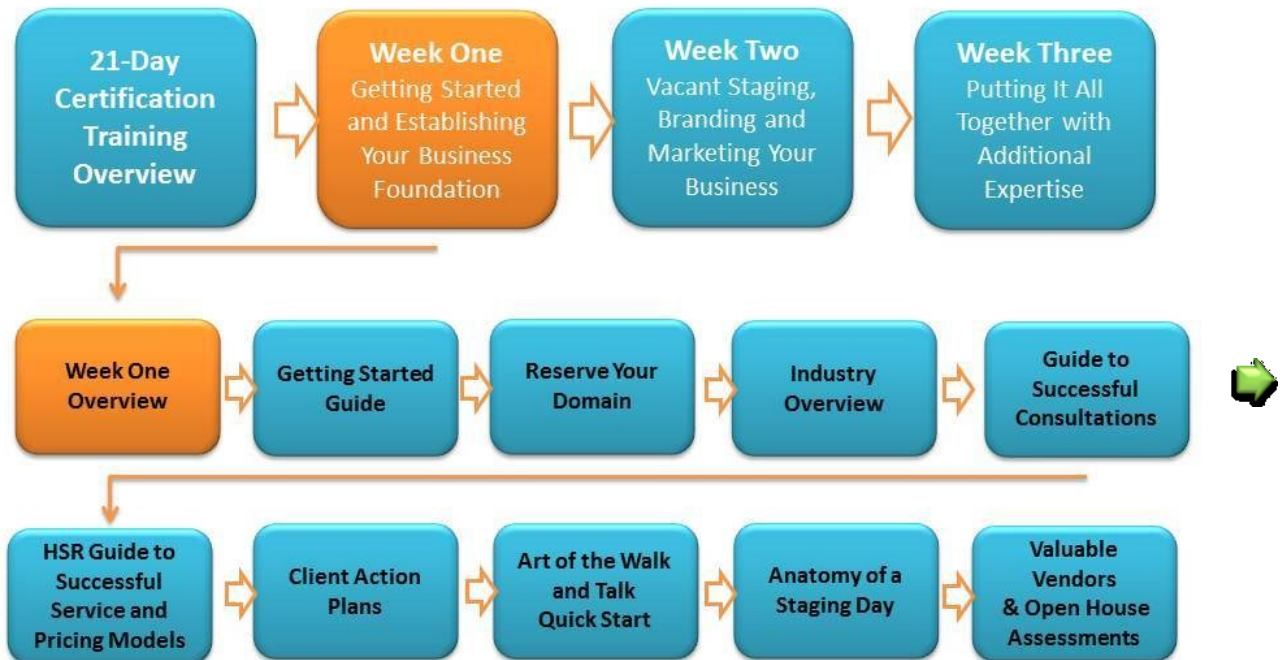 21-Day
Certification
Training
Overview
Week One
Getting Started
and Establishing
Your Business
Foundation
Week Two
Vacant Staging,
Branding and
Marketing Your
Business
Week Three
Putting It All
Together with
Additional
Expertise
Week One
Overview
Getting Started
Guide
Reserve Your
Domain
Industry
Overview
Guide to
Successful
Consultations
HSR Guide to
Successful
Service and
Pricing Models
Client Action
Plans
Art of the Walk
and Talk
Quick Start
Anatomy of a
Staging Day
Valuable
Vendors
& Open House
Assessments